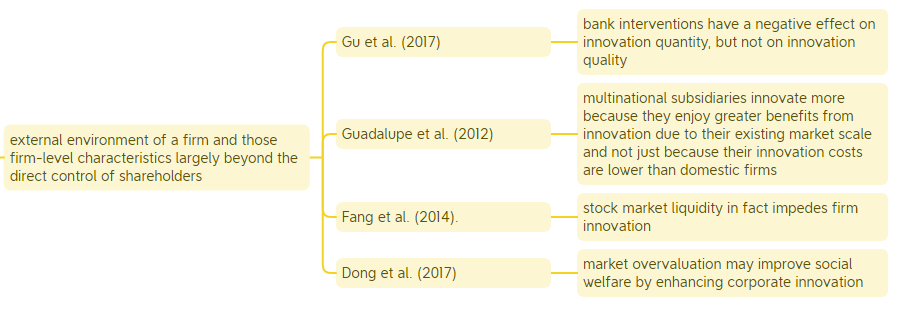 external environment of a firm and those
firm-level characteristics largely beyond the
direct control of shareholders
Gu et al. (2017)
bank interventions have a negative effect on
innovation quantity, but not on innovation
quality
Guadalupe et al. (2012)
multinational subsidiaries innovate more
because they enjoy greater benefits from
innovation due to their existing market scale
and not just because their innovation costs
are lower than domestic firms
Fang et al. (2014).
stock market liquidity in fact impedes firm
innovation
Dong et al. (2017)
market overvaluation may improve social
welfare by enhancing corporate innovation